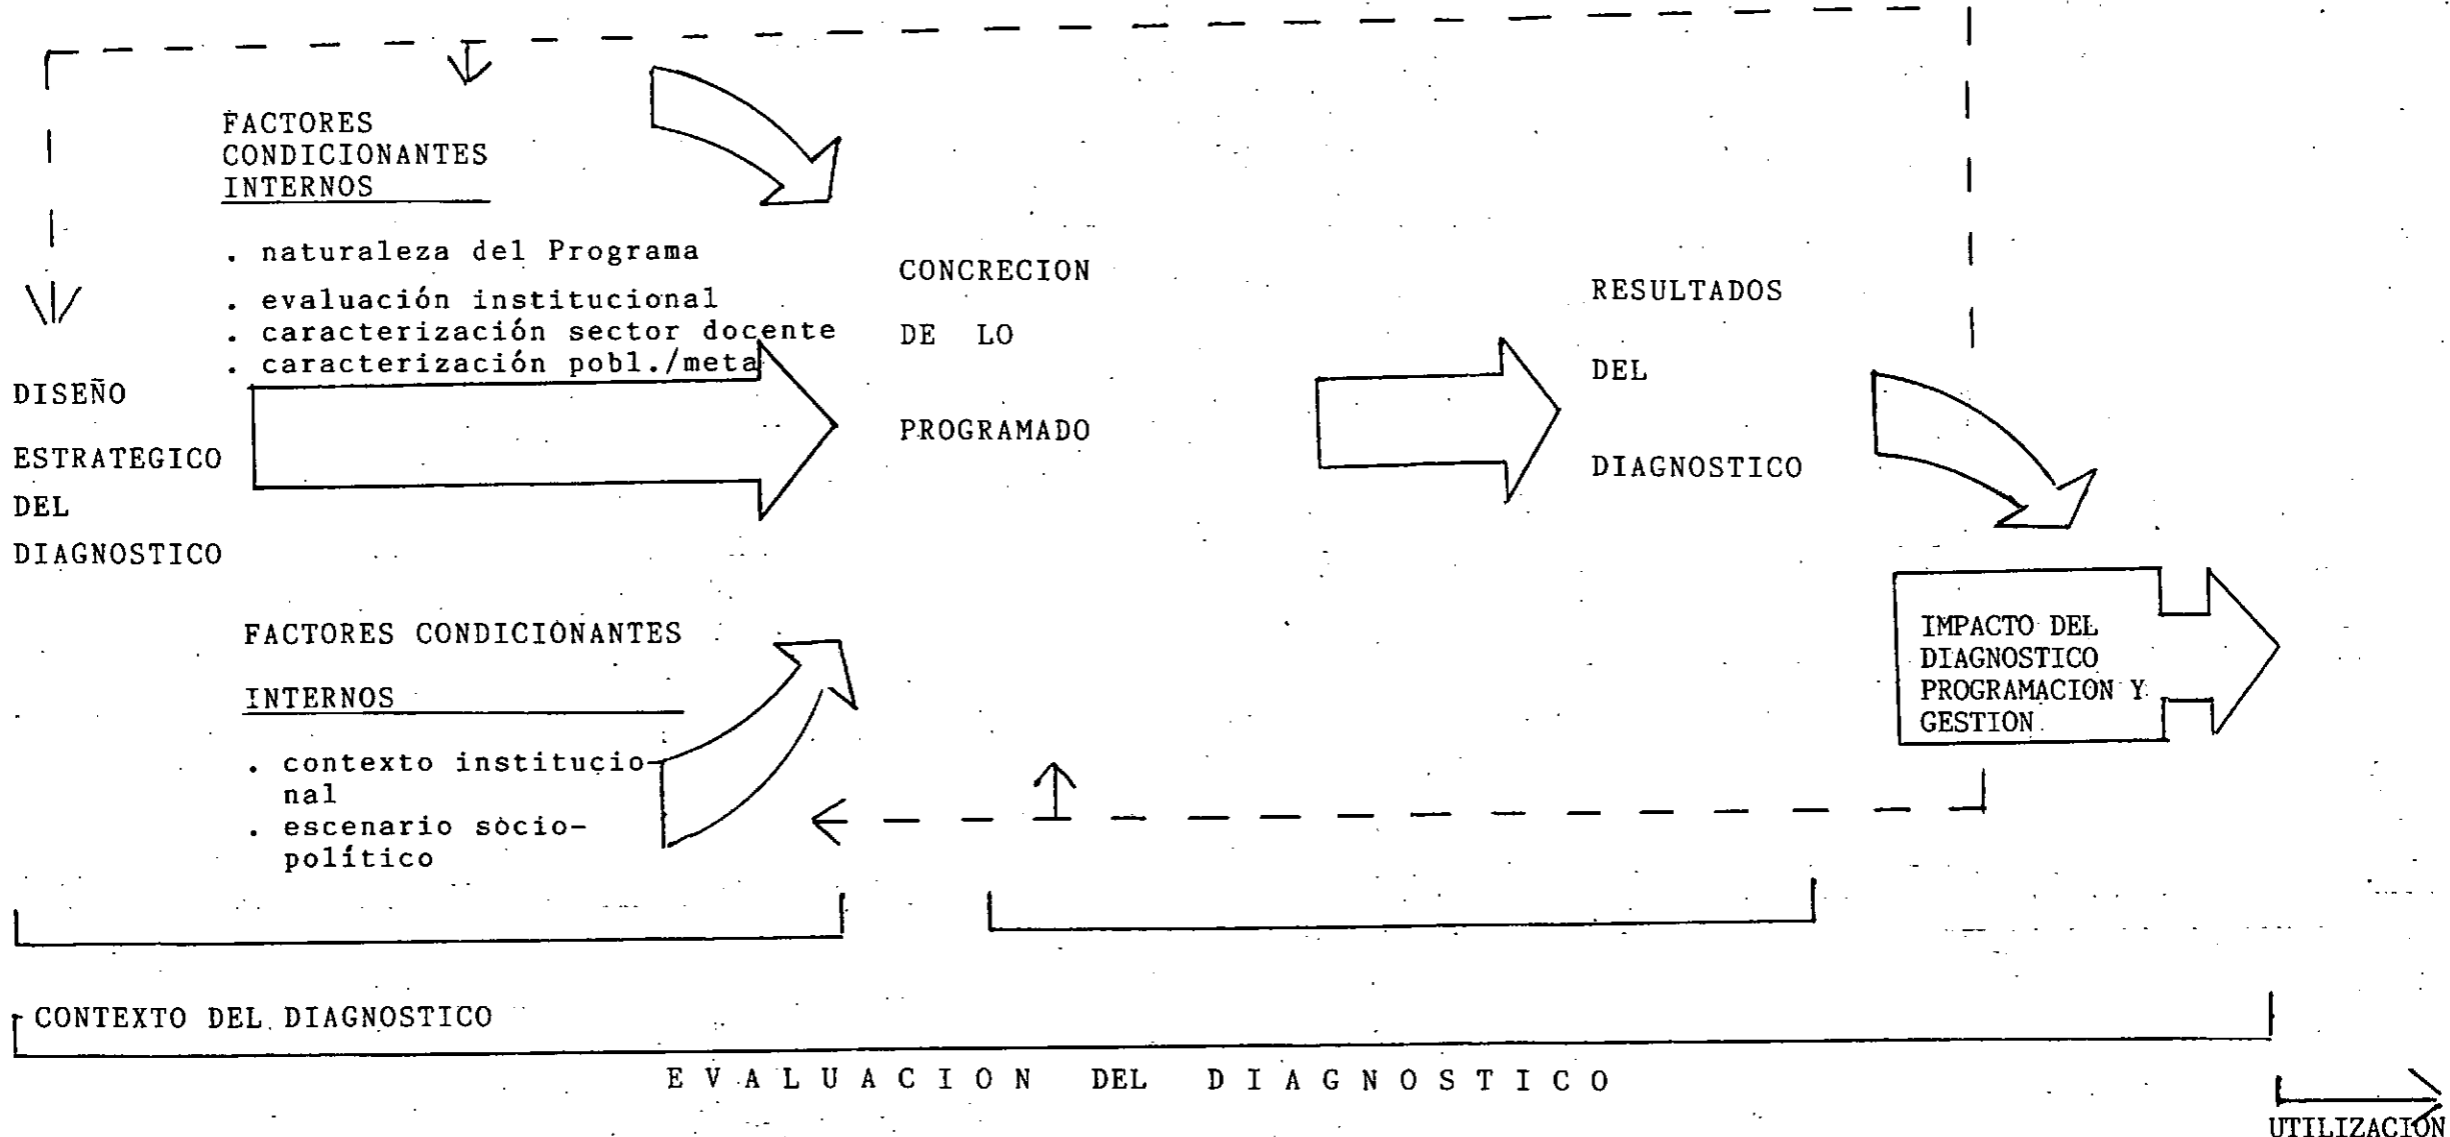 FACTORES
CONDICIONANTES
INTERNOS
. naturaleza del Programa
. evaluación institucional
. caracterización sector docente
. caracterización pobl./meta
DISEÑO
ESTRATEGICO
DEL
DIAGNOSTICO
CONCRECION
DE LO
PROGRAMADO
RESULTADOS
DEL
DIAGNOSTICO
FACTORES CONDICIONANTES
INTERNOS
. contexto institucio-
nal
. escenario socio-
político
IMPACTO DEL
DIAGNOSTICO
PROGRAMACION Y
GESTION
CONTEXTO DEL DIAGNOSTICO
E V A L U A C I O N DEL D I A G N O S T I C O
UTILIZACION